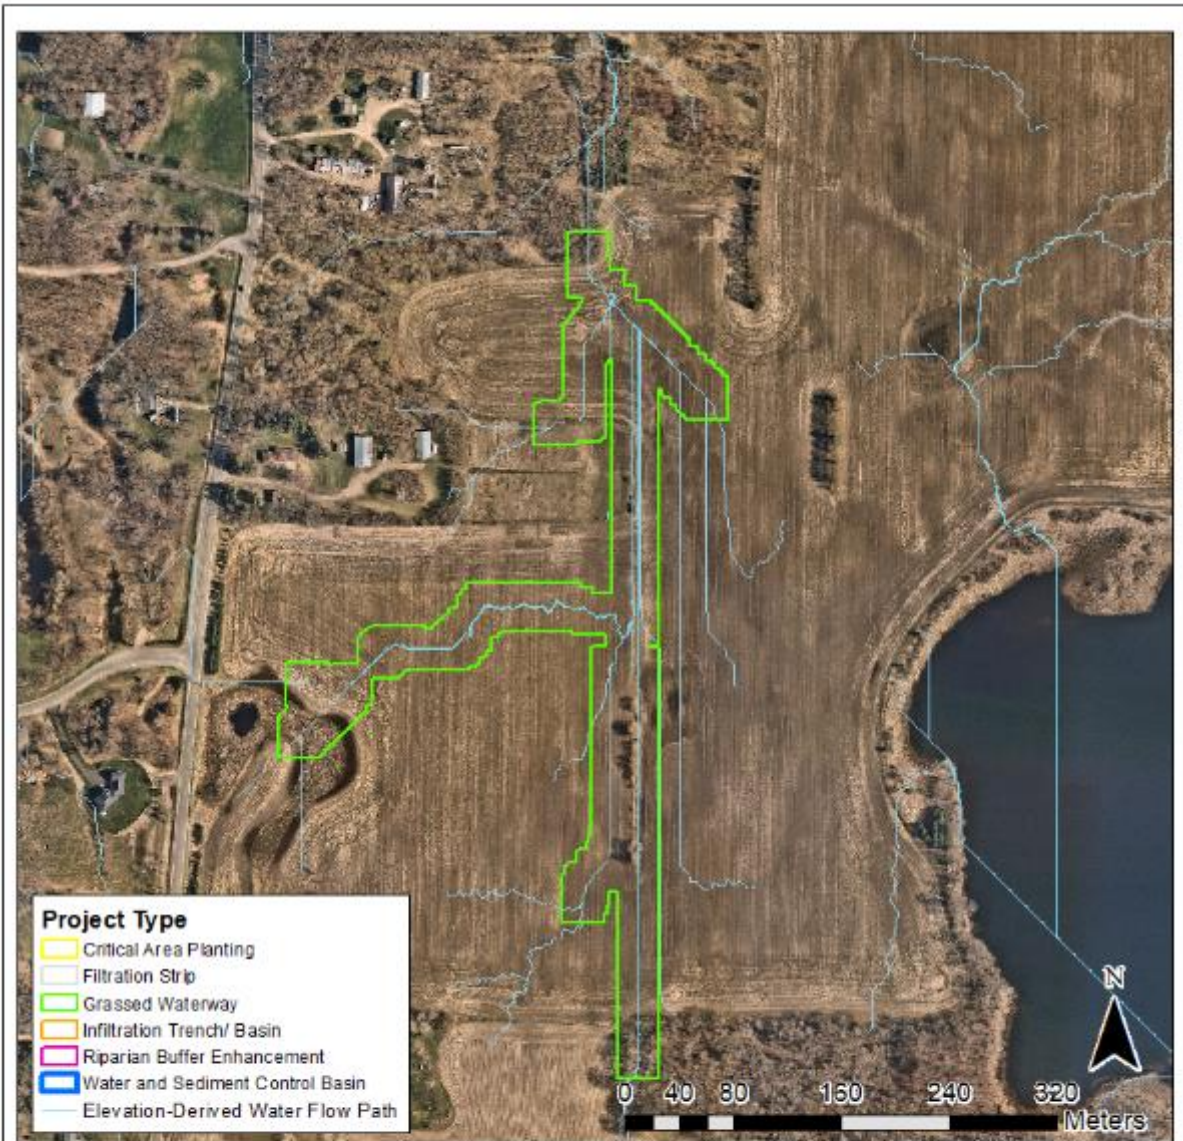 Project Type
Critical Area Planting
Filtration Strip
Grassed Waterway
Infiltration Trench/ Basin
Riparian Buffer Enhancement
Water and Sediment Control Basin
Elevation-Derived Water Flow Path
N
0 40 80 160 240 320
Meters